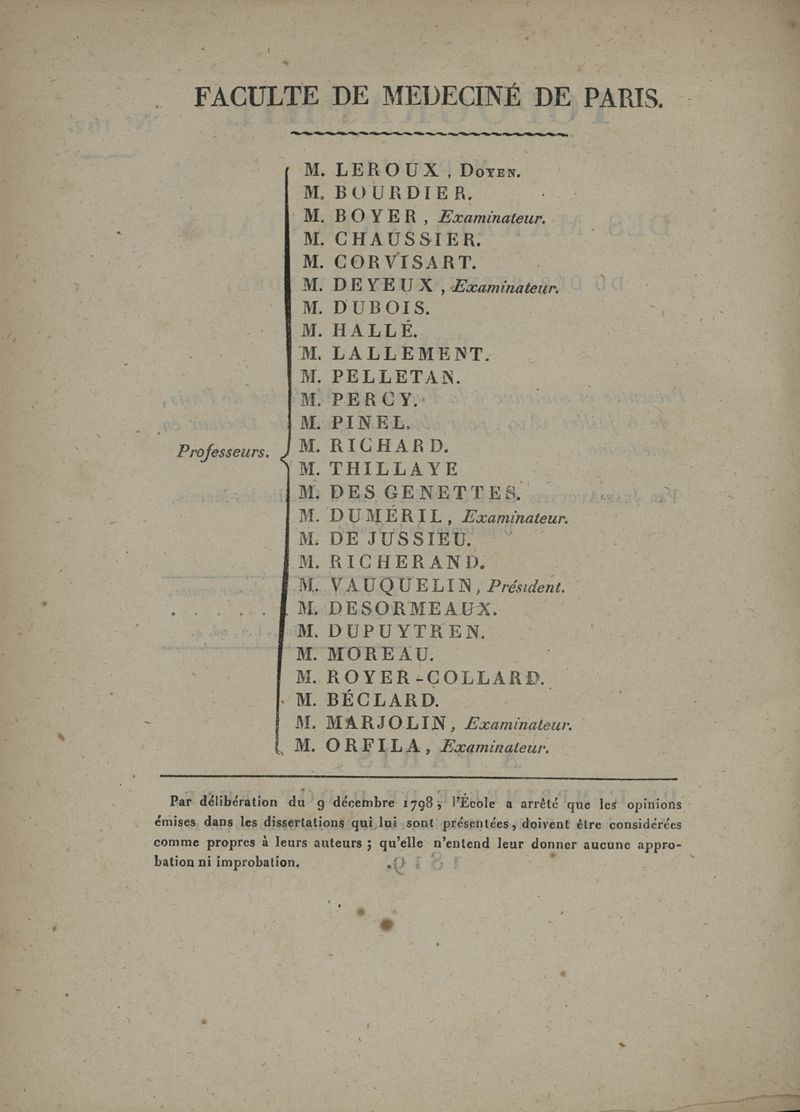 FACULTE DE MEDECINÉ DE PARIS.
M. LEROUX, DOYEN.
M. BOURDIER.
M. BOYER, Examinateur.
M. CHAUSSIER.
M. CORVISART.
M. DEYEUX, Examinateur.
M. DUBOIS.
M. HALLÉ.
M. LALLEMENT.
M. PELLETAN.
M. PERCY.
M. PINEL.
Professeurs. M. RICHARD.
M. THILLAYE
M. DES GENETTES.
M. DUMÉRIL, Examinateur.
M. DE JUSSIEU.
M. RICHERAND.
M. VAUQUELIN, Président.
M. DESORMEAUX.
M. DUPUYTREN.
M. MOREAU.
M. ROYER-COLLARD.
M. BÉCLARD.
M. MARJOLIN, Examinateur.
M. ORFILA, Examinateur.
Par délibération du 9 décembre 1798, l'École a arrêté que les opinions
émises dans les dissertations qui lui sont présentées, doivent être considérées
comme propres à leurs auteurs ; qu'elle n'entend leur donner aucune appro-
bation ni improbation.